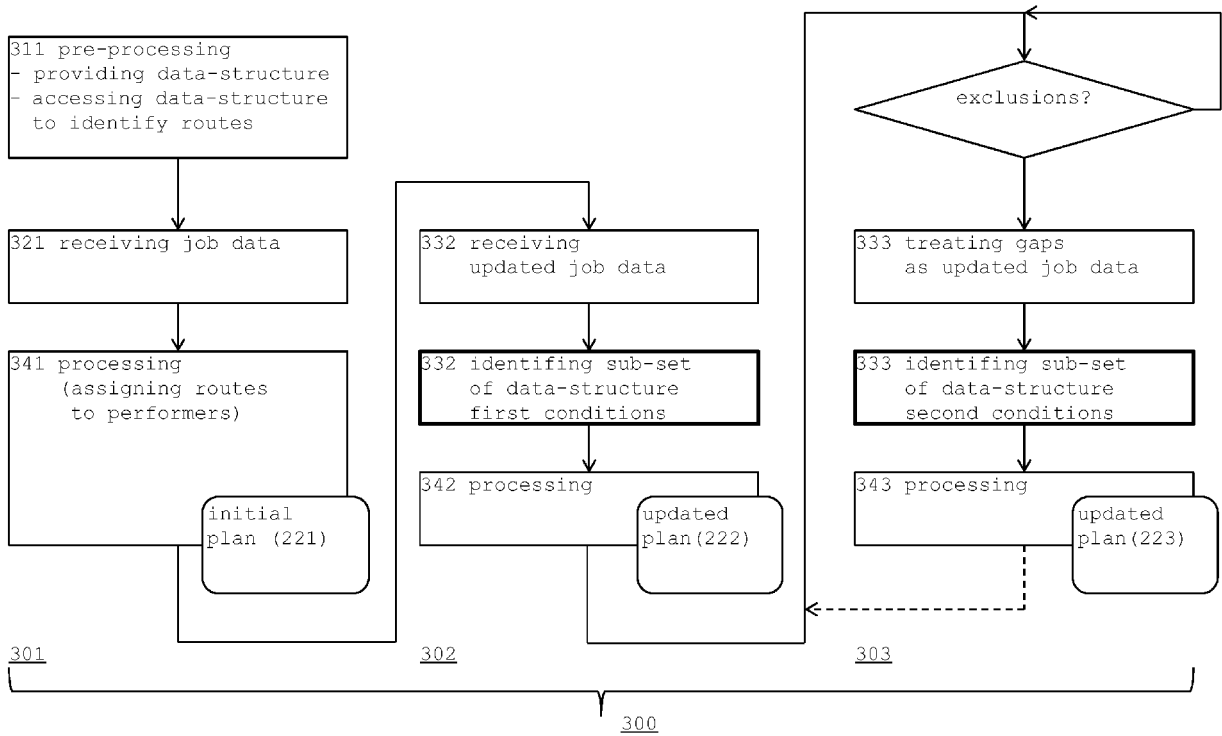 311 pre-processing
- providing data-structure
- accessing data-structure
to identify routes
321 receiving job data
341 processing
(assigning routes
to performers)
initial
plan (221)
301
332 receiving
updated job data
332 identifing sub-set
of data-structure
first conditions
342 processing
updated
plan(222)
302
exclusions?
333 treating gaps
as updated job data
333 identifing sub-set
of data-structure
second conditions
343 processing
updated
plan(223)
303
300